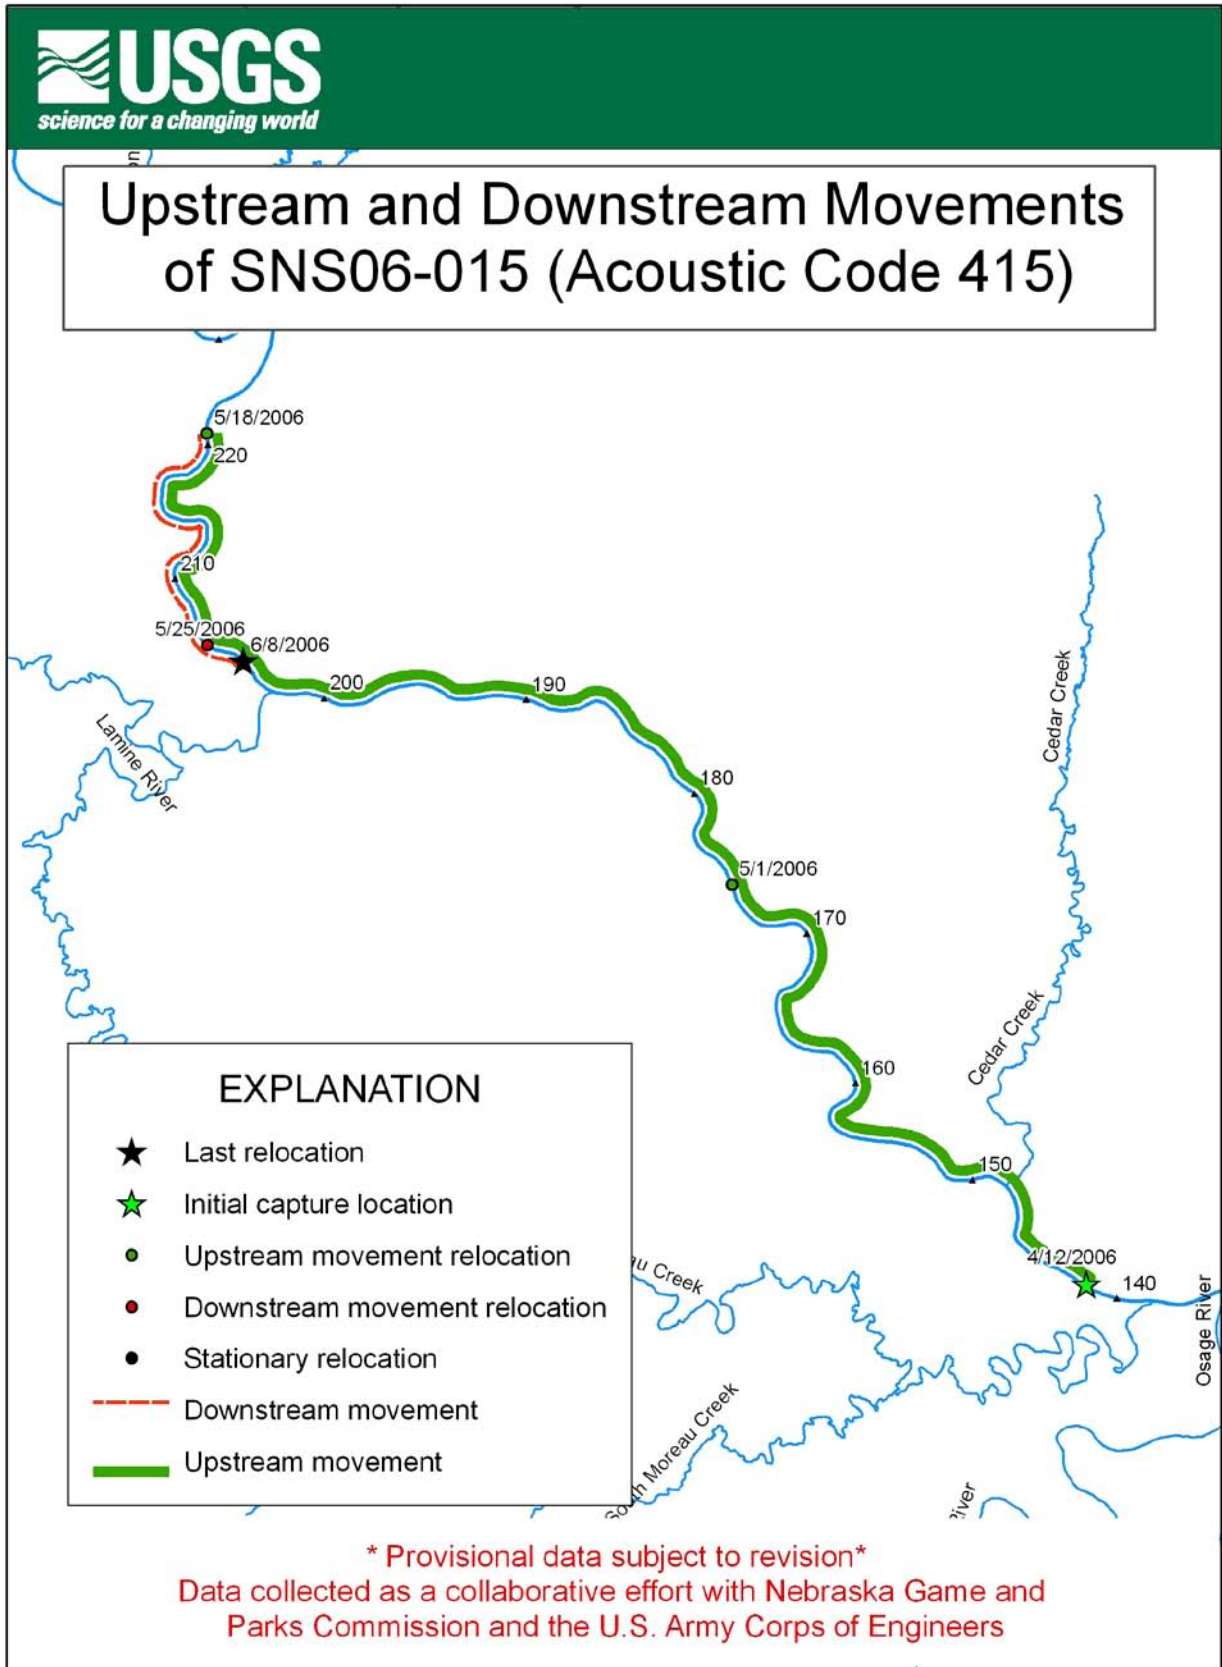 USGS
science for a changing world
Upstream and Downstream Movements
of SNS06-015 (Acoustic Code 415)
5/18/2006
220
210
5/25/2006
6/8/2006
200
190
Lamine River
180
Cedar Creek
5/1/2006
170
Cedar Creek
160
150
4/12/2006
140
Osage River
Creek
South Moreau Creek
EXPLANATION
Last relocation
Initial capture location
Upstream movement relocation
Downstream movement relocation
Stationary relocation
Downstream movement
Upstream movement
* Provisional data subject to revision*
Data collected as a collaborative effort with Nebraska Game and
Parks Commission and the U.S. Army Corps of Engineers